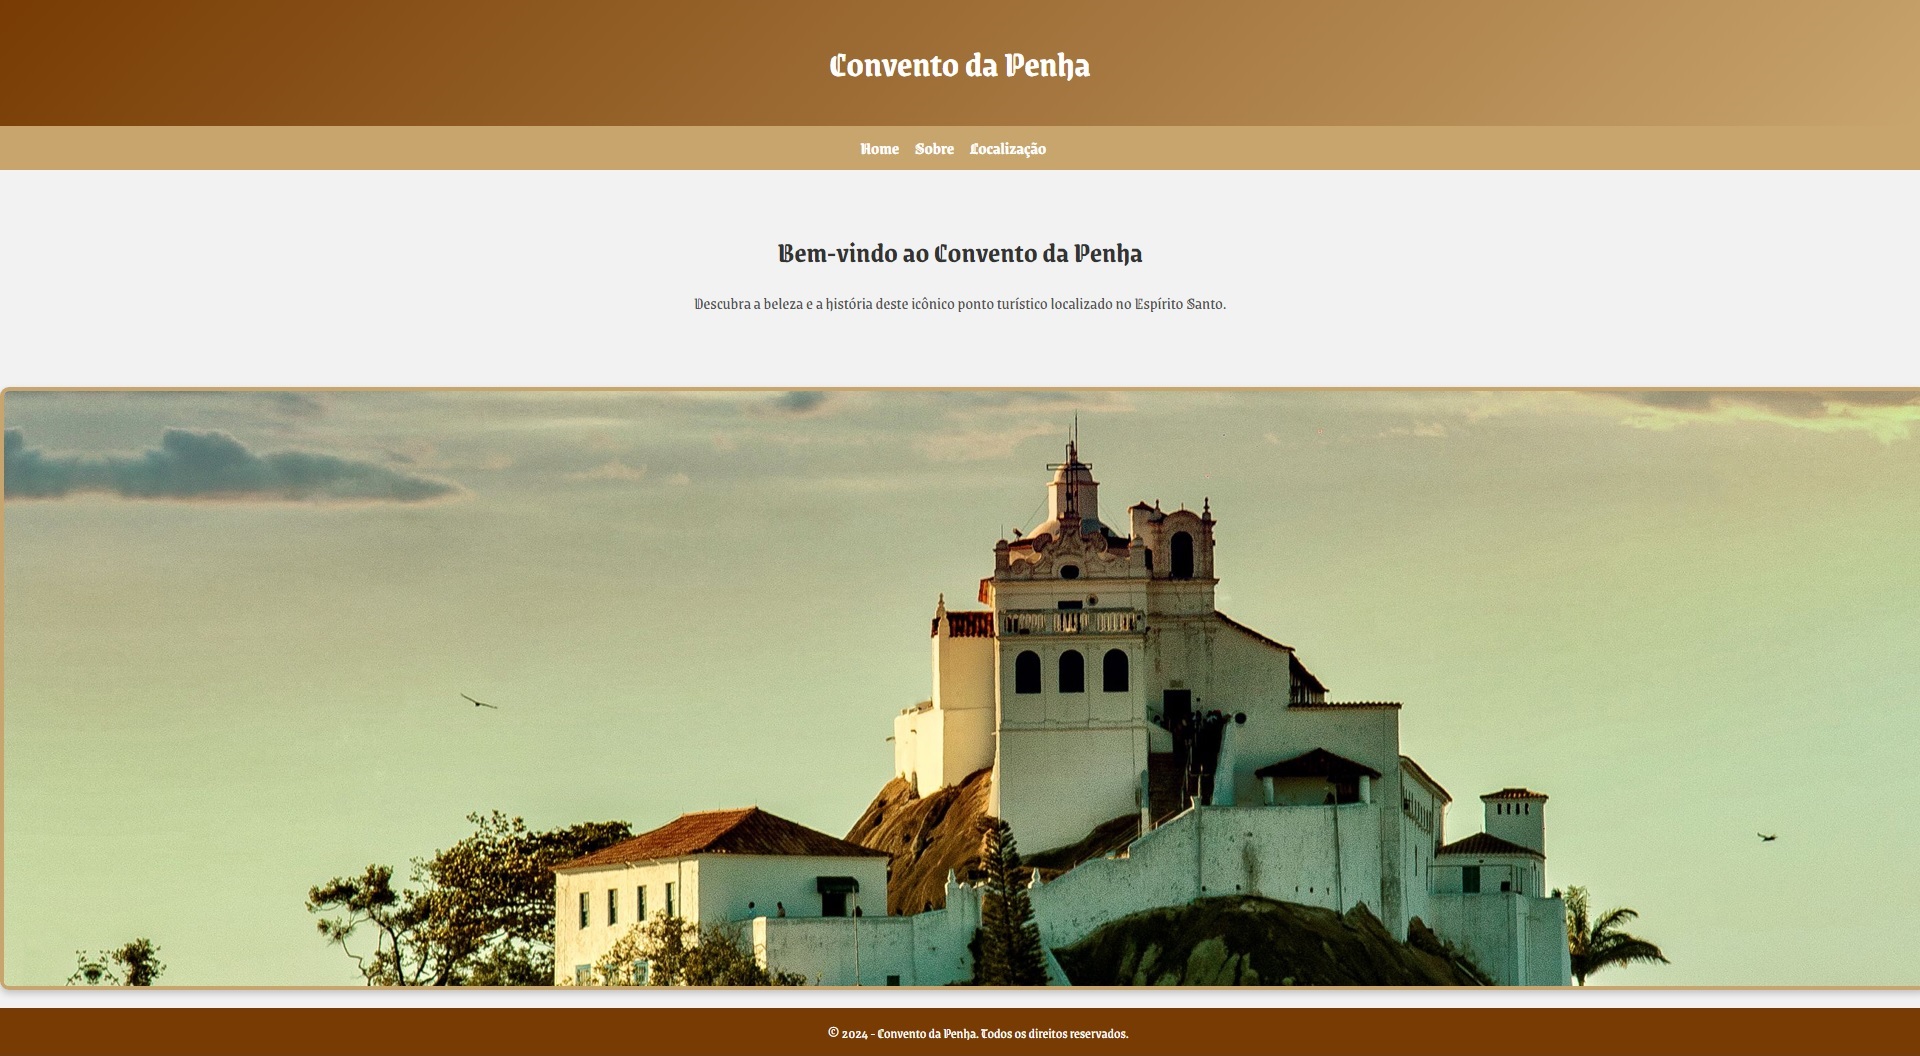 Convento da Penha
Home Sobre Localização
Bem-vindo ao Convento da Penha
Descubra a beleza e a história deste icônico ponto turístico localizado no Espírito Santo.
© 2024 - Convento da Penha. Todos os direitos reservados.